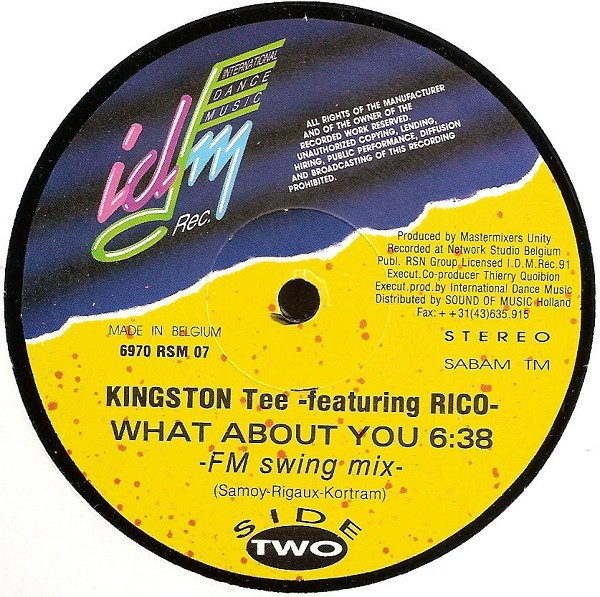 INTERNATIONAL
DANCE
MUSIC
idm
Rec.
ALL RIGHTS OF THE MANUFACTURER
AND OF THE OWNER OF THE
RECORDED WORK RESERVED.
UNAUTHORIZED COPYING, LENDING,
HIRING, PUBLIC PERFORMANCE, DIFFUSION
AND BROADCASTING OF THIS RECORDING
PROHIBITED.
Produced by Mastermixers Unity
Recorded at Network Studios Belgium
Publ. RSN Group Licensed I.D.M.Rec.91
Execut.Co-producer Thierry Quoibion
Execut.prod.by International Dance Music
Distributed by SOUND OF MUSIC Holland
Fax: + +31(43)635.915
MADE IN BELGIUM
6970 RSM 07
STEREO
SABAM TM
KINGSTON Tee -featuring RICO-
WHAT ABOUT YOU 6:38
-FM swing mix-
(Samoy-Rigaux-Kortram)
SIDE
TWO